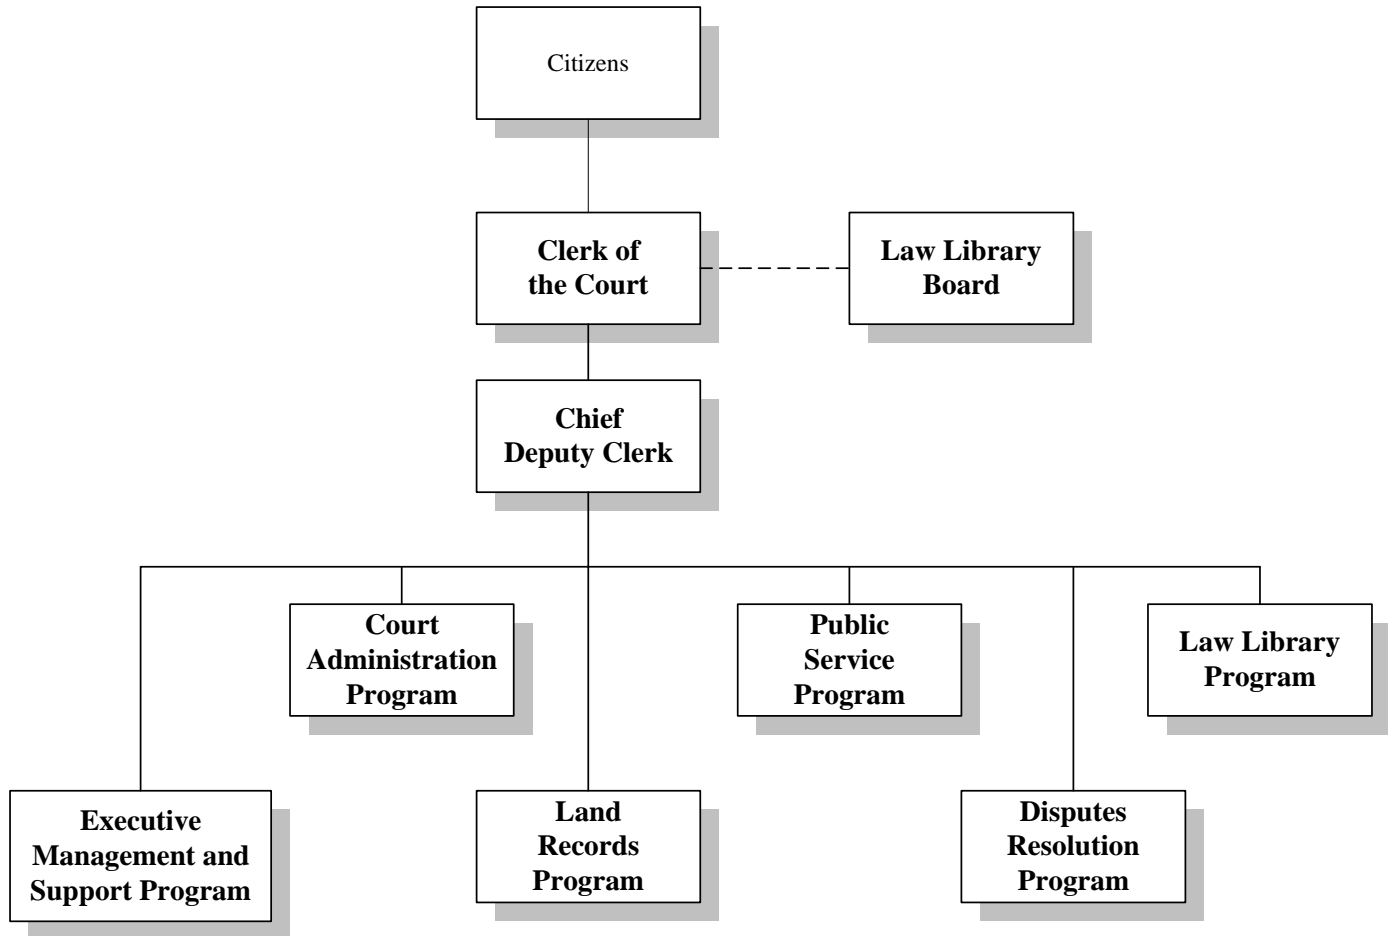 Citizens
Clerk of
the Court
Law Library
Board
Chief
Deputy Clerk
Court
Administration
Program
Public
Service
Program
Law Library
Program
Executive
Management and
Support Program
Land
Records
Program
Disputes
Resolution
Program